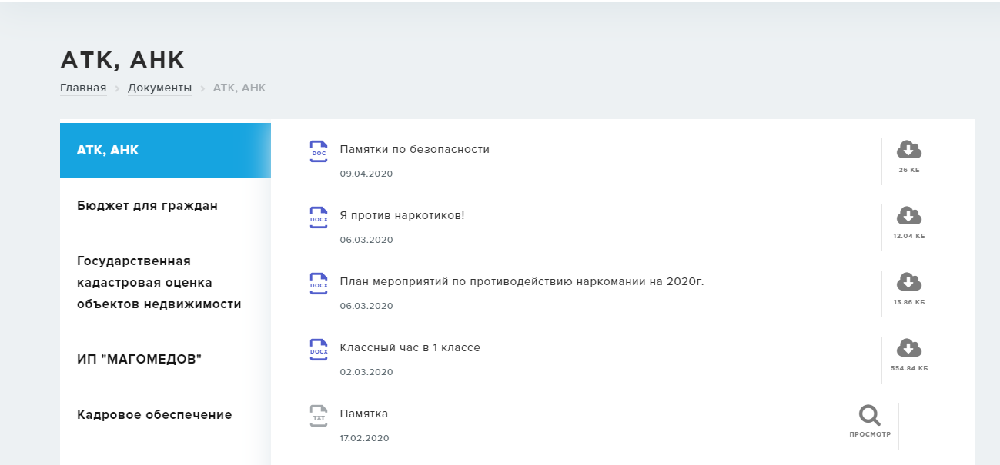 АТК, АНК
Главная > Документы > АТК, АНК
АТК, АНК
Бюджет для граждан
Государственная
кадастровая оценка
объектов недвижимости
ИП "МАГОМЕДОВ"
Кадровое обеспечение
DOC
Памятки по безопасности
09.04.2020
26 КБ
DOCX
Я против наркотиков!
06.03.2020
12.04 КБ
DOCX
План мероприятий по противодействию наркомании на 2020г.
06.03.2020
13.86 КБ
DOCX
Классный час в 1 классе
02.03.2020
554.84 КБ
TXT
Памятка
17.02.2020
ПРОСМОТР